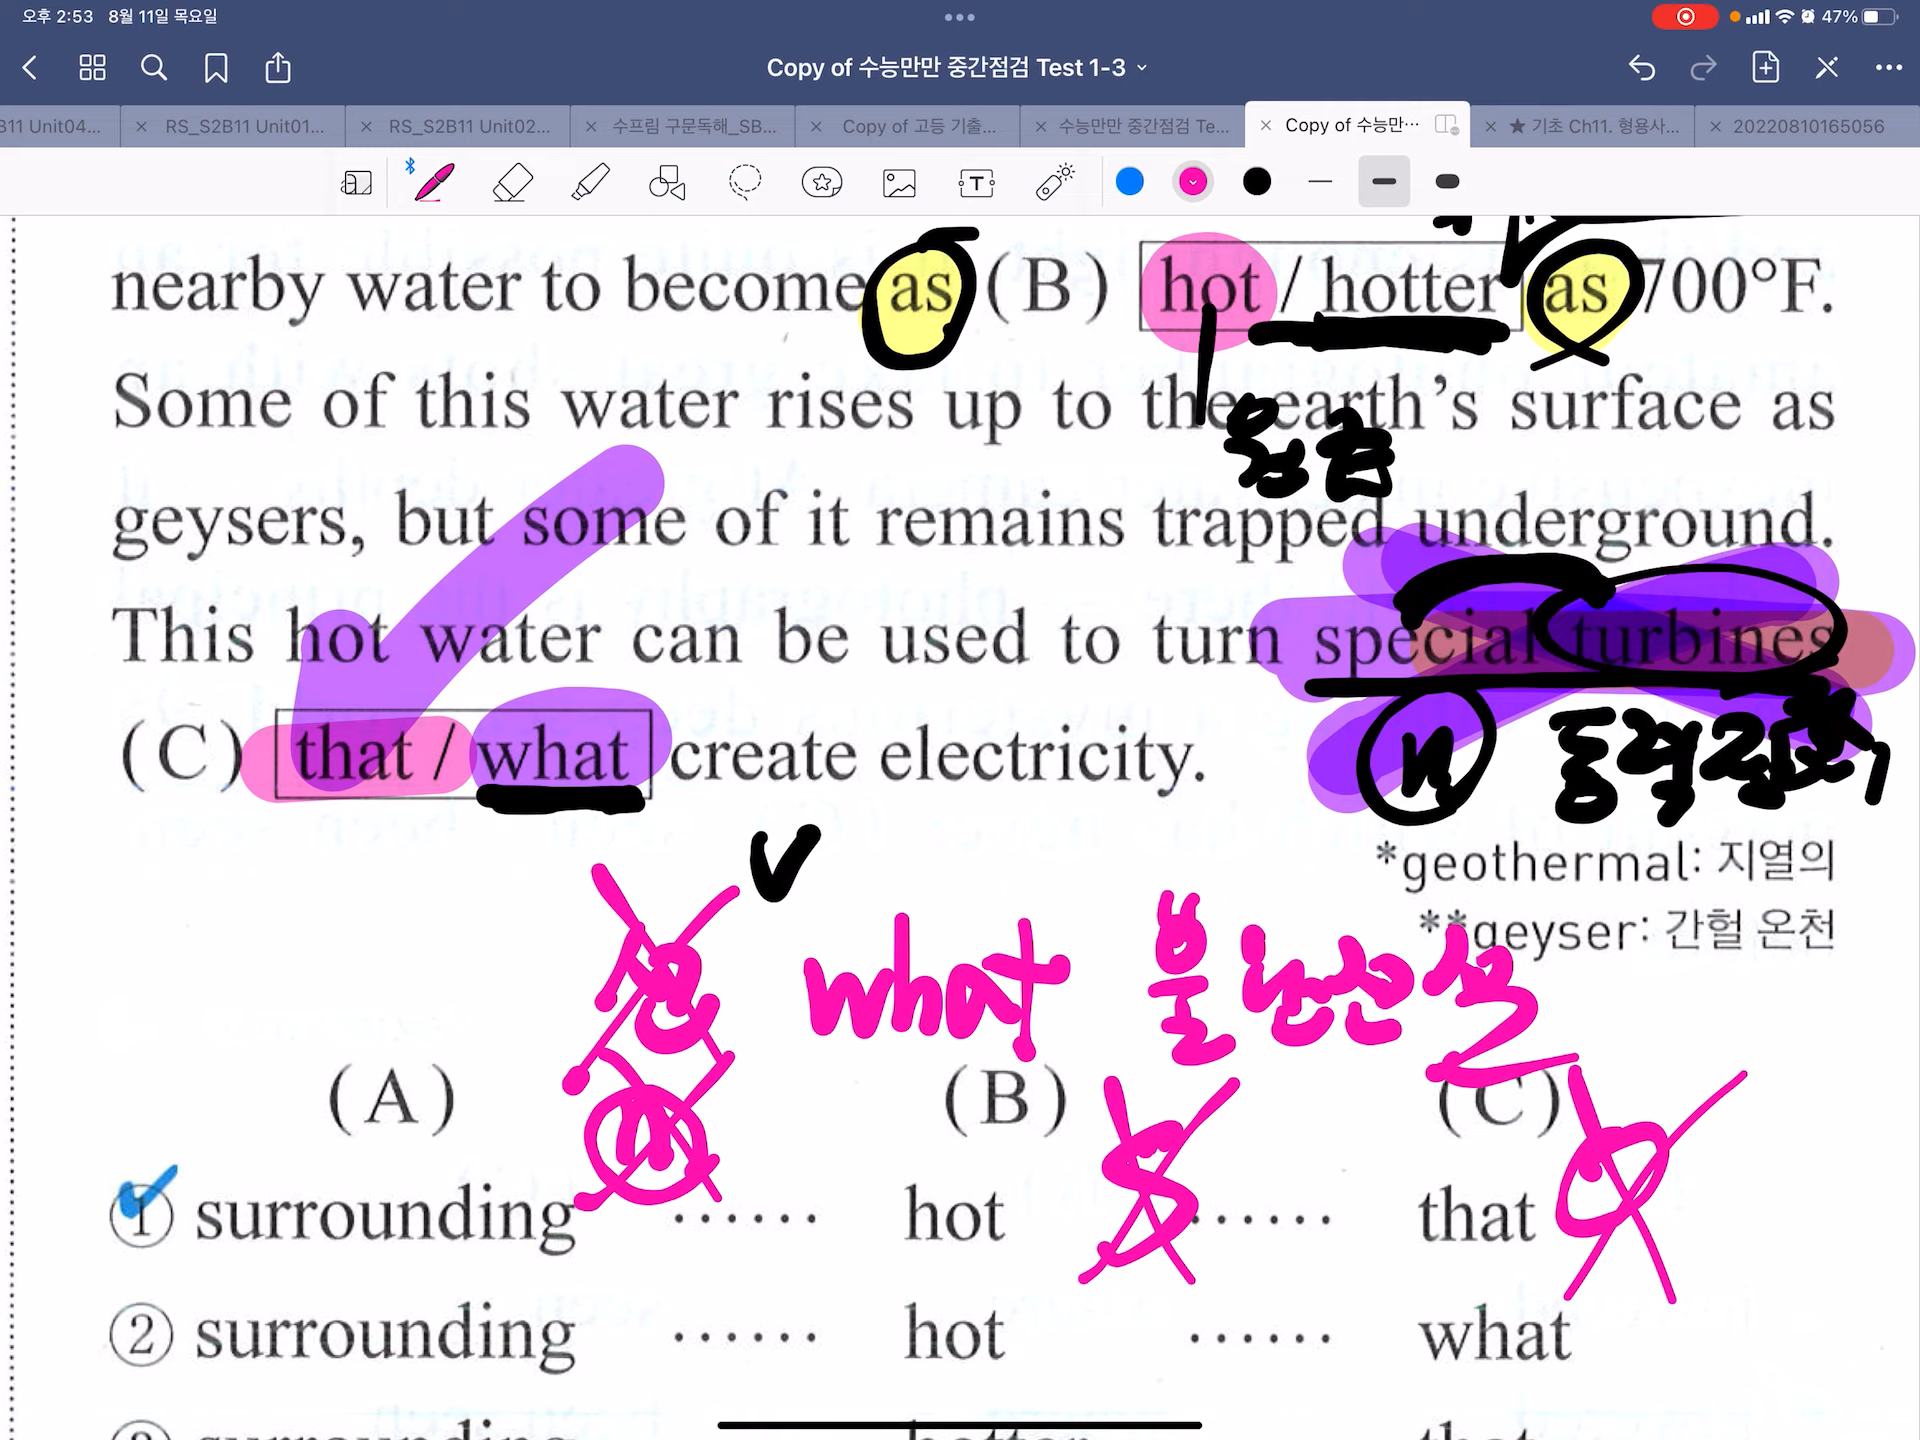 오후 2:53 8월 11일 목요일
47%
Copy of 수능만만 중간점검 Test 1-3
B11 Unit04...
RS_S2B11 Unit01...
RS_S2B11 Unit02...
수프림 구문독해_SB...
Copy of 고등 기출...
수능만만 중간점검 Te...
Copy of 수능만...
★ 기초 Ch11. 형용사...
20220810165056
nearby water to become as (B) hot / hotter as 700°F.
Some of this water rises up to the earth's surface as
원급
geysers, but some of it remains trapped underground.
This hot water can be used to turn special turbines
(C) that / what create electricity.
n
*geothermal: 지열의
**geyser: 간헐 온천
what 불완전
(A) (B) (C)
① surrounding ...... hot ...... that
② surrounding ...... hot ...... what
surrounding hotter that